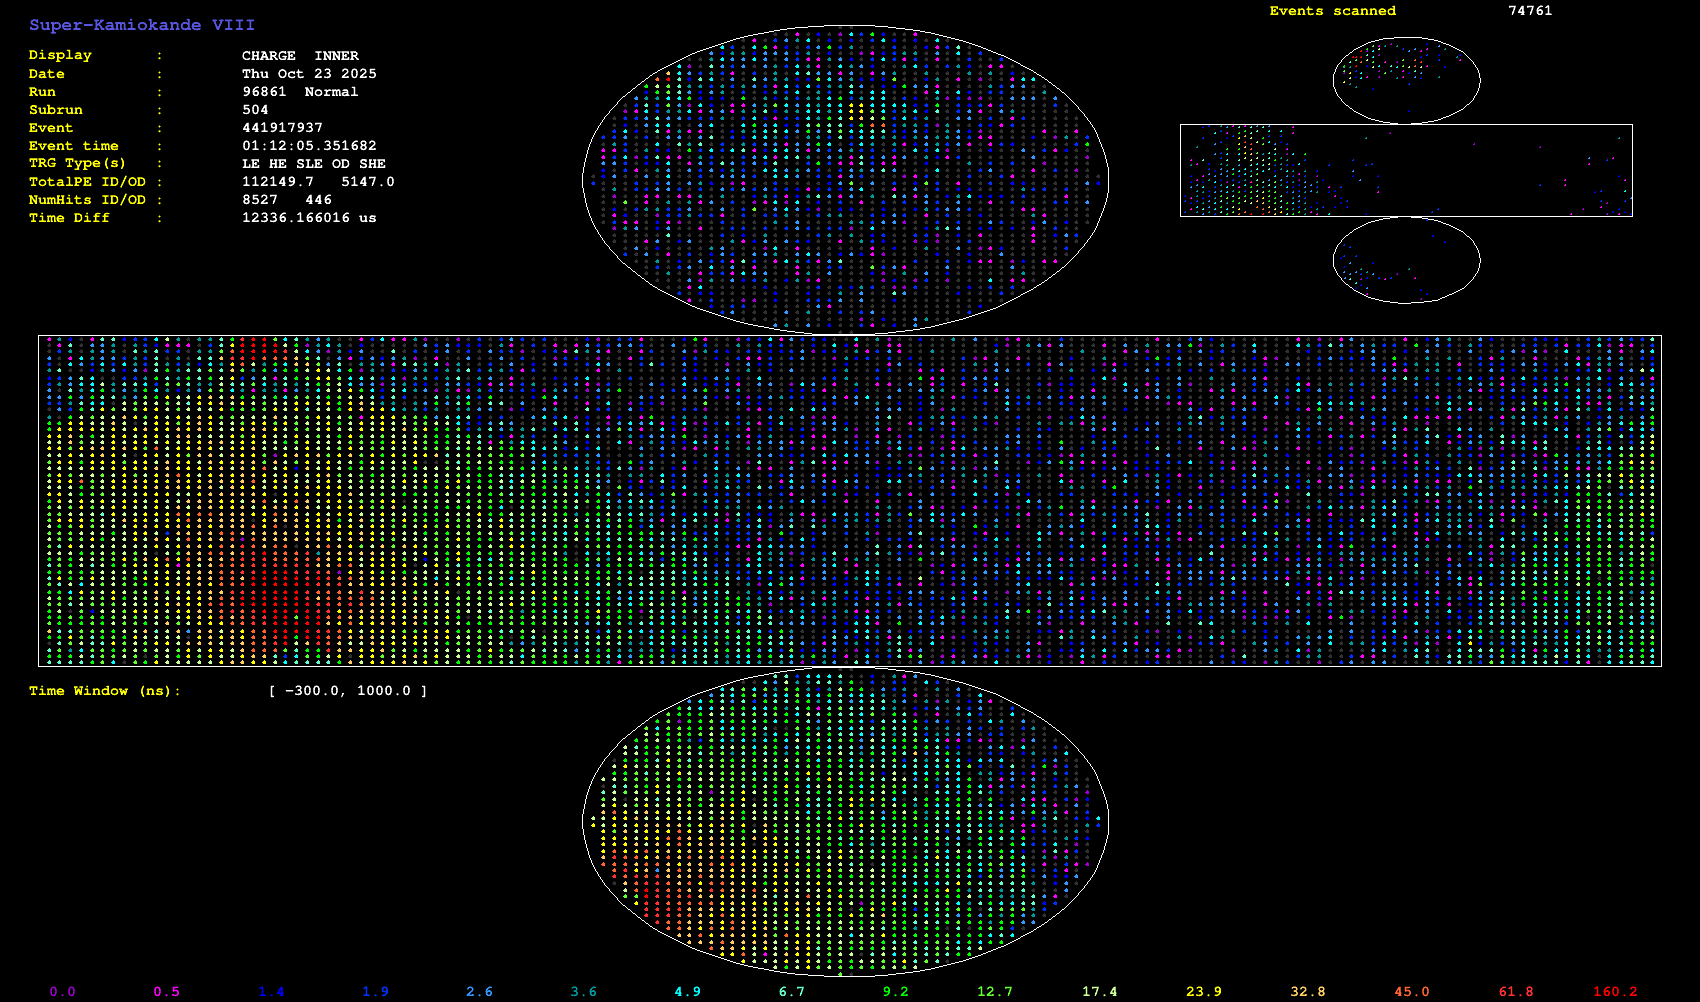 Super-Kamiokande VIII
Events scanned 74761
Display : CHARGE INNER
Date : Thu Oct 23 2025
Run : 96861 Normal
Subrun : 504
Event : 441917937
Event time : 01:12:05.351682
TRG Type(s) : LE HE SLE OD SHE
TotalPE ID/OD : 112149.7 5147.0
NumHits ID/OD : 8527 446
Time Diff : 12336.166016 us
Time Window (ns): [ -300.0, 1000.0 ]
0.0 0.5 1.4 1.9 2.6 3.6 4.9 6.7 9.2 12.7 17.4 23.9 32.8 45.0 61.8 160.2